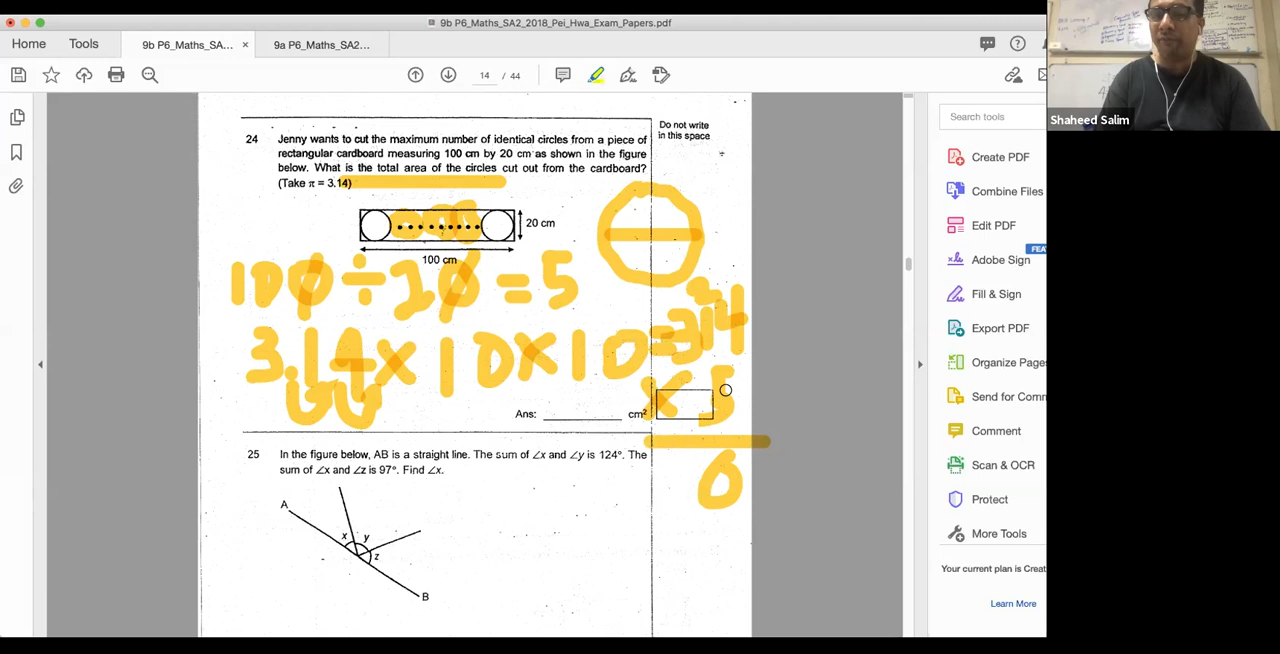 9b P6_Maths_SA2_2018_Pei_Hwa_Exam_Papers.pdf
Home
Tools
9b P6_Maths_SA...
×
9a P6_Maths_SA2...
14 / 44
Search tools
Shaheed Salim
Create PDF
Combine Files
Edit PDF
Adobe Sign
Fill & Sign
Export PDF
Organize Pages
Send for Comm
Comment
Scan & OCR
Protect
More Tools
Your current plan is Creat
Learn More
Do not write
in this space
24 Jenny wants to cut the maximum number of identical circles from a piece of
rectangular cardboard measuring 100 cm by 20 cm as shown in the figure
below. What is the total area of the circles cut out from the cardboard?
(Take π = 3.14)
20 cm
100 cm
100 ÷ 20 = 5
3.14 × 10 × 10 = 314
× 5
0
2
Ans: ____________ cm²
25 In the figure below, AB is a straight line. The sum of ∠x and ∠y is 124°. The
sum of ∠x and ∠z is 97°. Find ∠x.
A
x
y
z
B